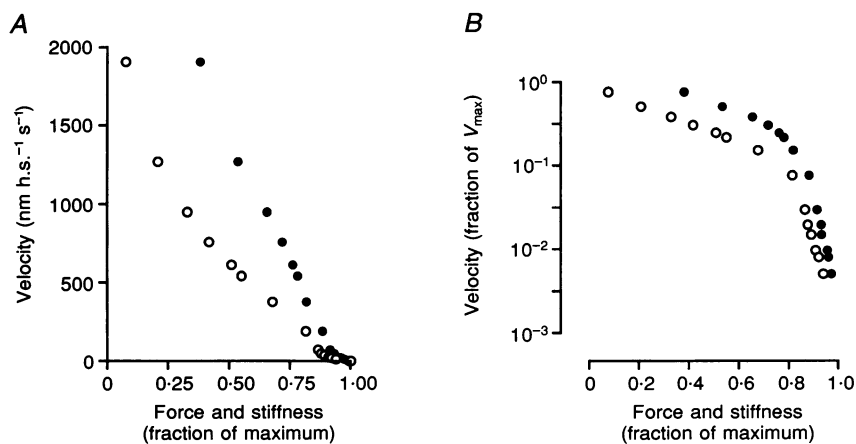 A
B
2000
1500
1000
500
0
Velocity (nm h.s.⁻¹ s⁻¹)
0
0·25
0·50
0·75
1·00
Force and stiffness
(fraction of maximum)
10⁰
10⁻¹
10⁻²
10⁻³
Velocity (fraction of Vmax)
0
0·2
0·4
0·6
0·8
1·0
Force and stiffness
(fraction of maximum)